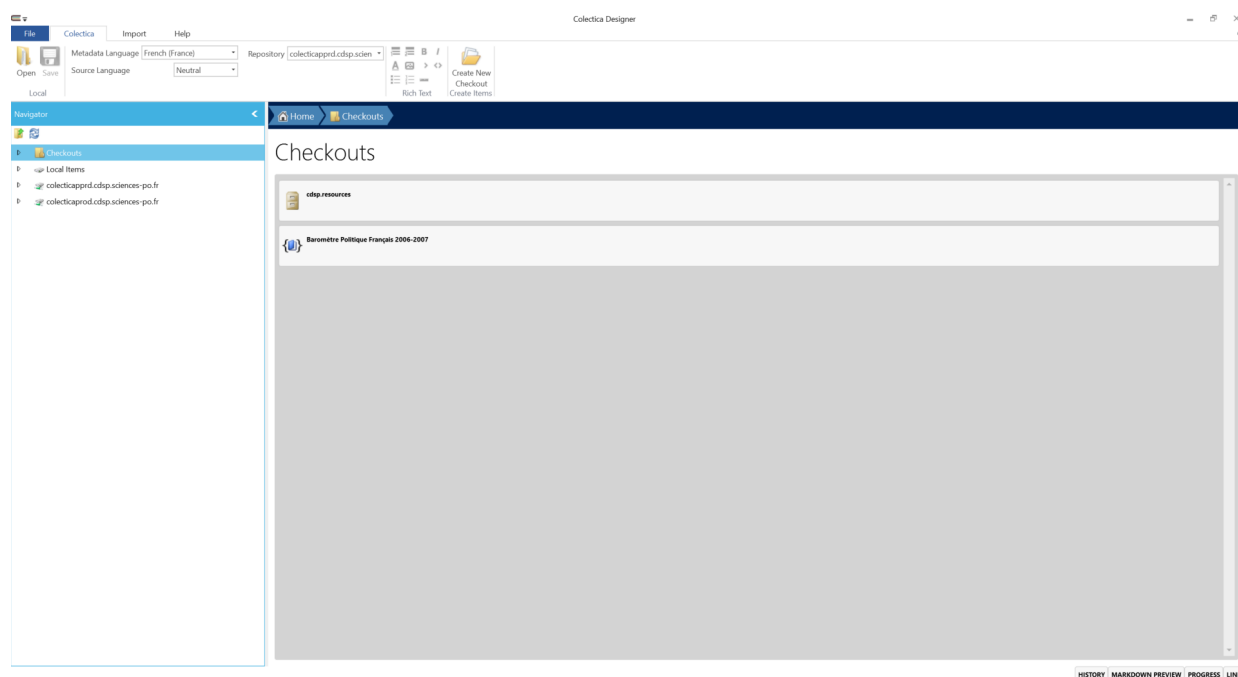 Colectica Designer
File Colectica Import Help
Metadata Language French (France) Repository colecticapprd.cdsp.scien
Open Save Source Language Neutral Create New Checkout
Local Rich Text Create Items
Navigator Home Checkouts
Checkouts
Local Items
colecticapprd.cdsp.sciences-po.fr
colecticaprod.cdsp.sciences-po.fr
Checkouts
cdsp.resources
Baromètre Politique Français 2006-2007
HISTORY MARKDOWN PREVIEW PROGRESS LIN